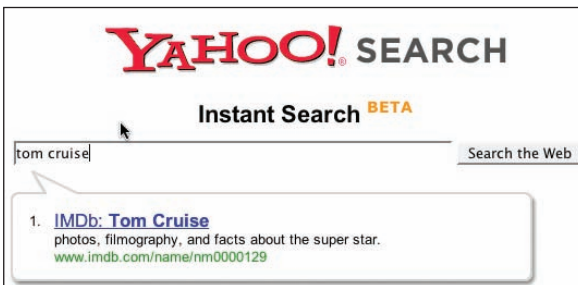 YAHOO!® SEARCH
Instant Search BETA
tom cruise Search the Web
1. IMDb: Tom Cruise
photos, filmography, and facts about the super star.
www.imdb.com/name/nm0000129